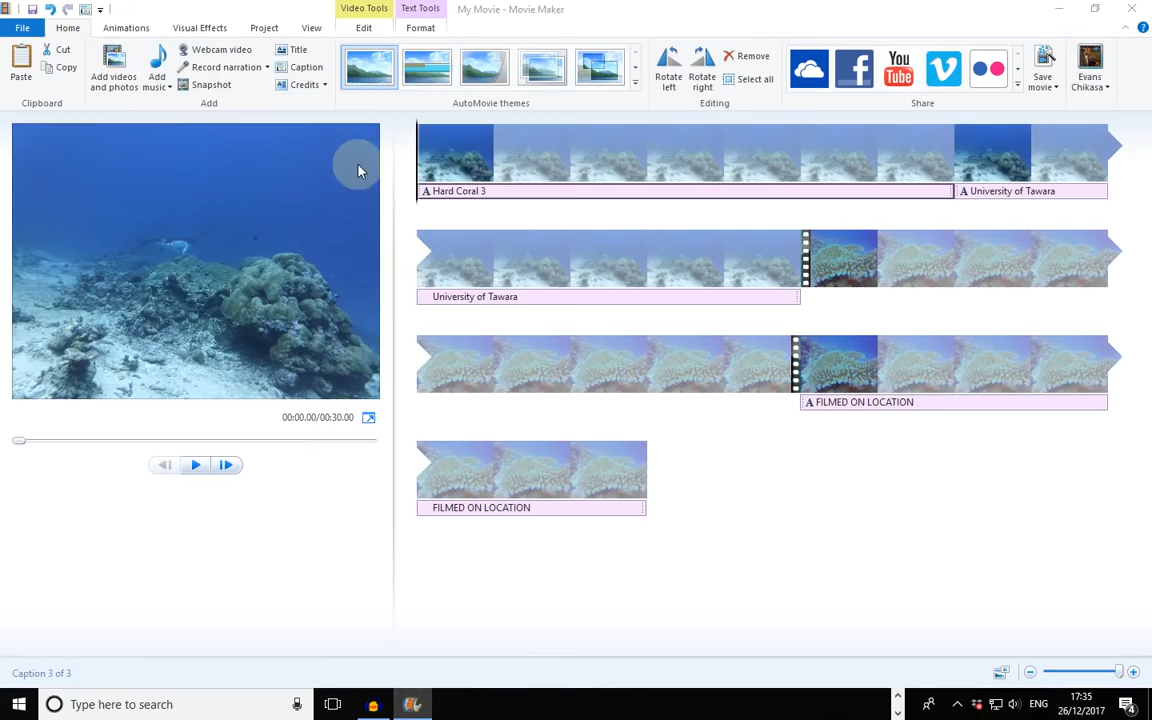 Video Tools
Text Tools
My Movie - Movie Maker
File
Home
Animations
Visual Effects
Project
View
Edit
Format
Paste
Cut
Copy
Clipboard
Add videos and photos
Add music
Webcam video
Record narration
Snapshot
Title
Caption
Credits
Add
AutoMovie themes
Rotate left
Rotate right
Remove
Select all
Editing
You Tube
Share
Save movie
Evans Chikasa
A Hard Coral 3
A University of Tawara
University of Tawara
A FILMED ON LOCATION
FILMED ON LOCATION
00:00.00/00:30.00
Caption 3 of 3
Type here to search
ENG
17:35
26/12/2017
4